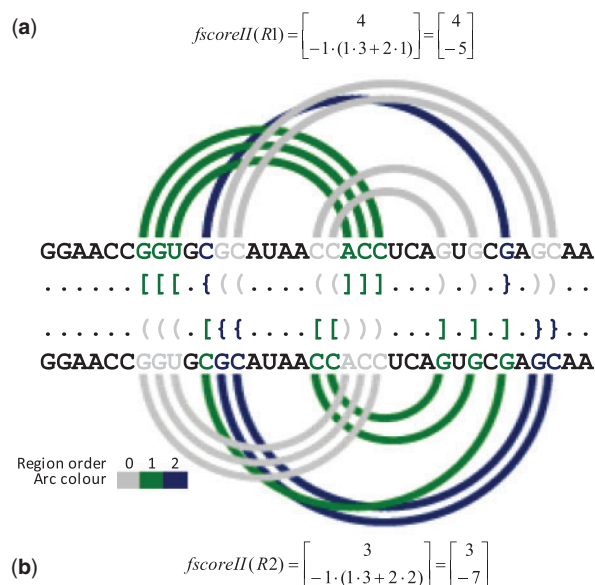 (a) fscoreII(R1) = [ 4 −1·(1·3+2·1) ] = [ 4 −5 ]
GGAACCGGUGCGCAUAACCACCUCAGUGCGAGCAA
......[[[.{((....((]]]...).).}.))..
......(((.[{{....[[)))...].].].}}..
GGAACCGGUGCGCAUAACCACCUCAGUGCGAGCAA
Region order 0 1 2
Arc colour
(b) fscoreII(R2) = [ 3 −1·(1·3+2·2) ] = [ 3 −7 ]